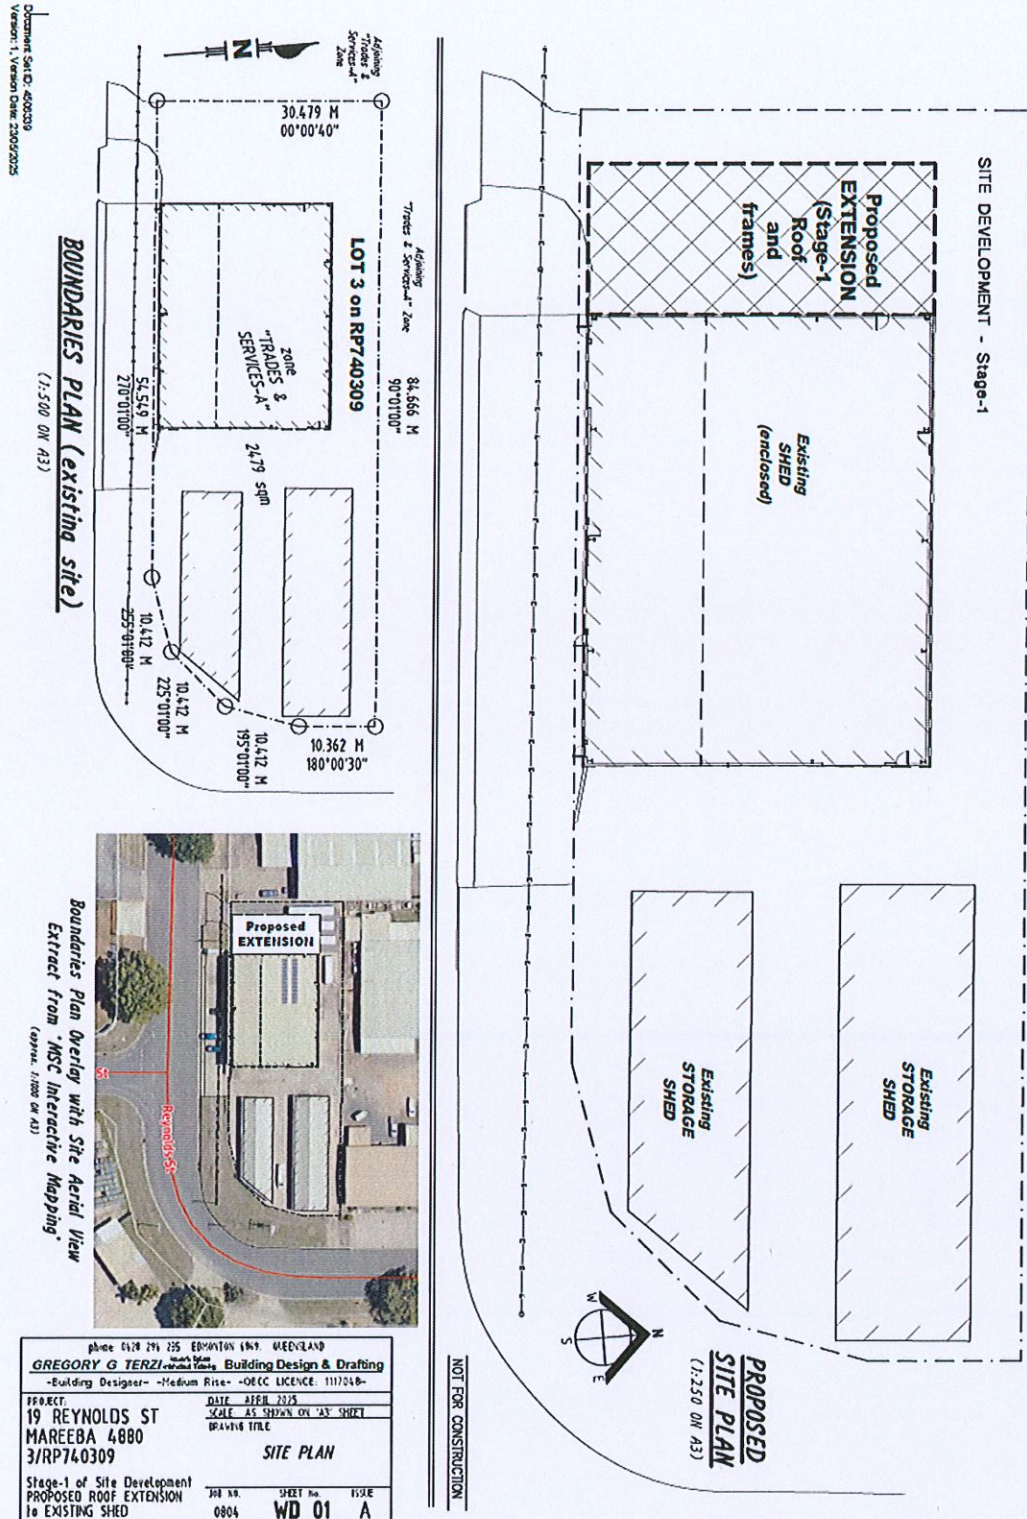 Document Set ID: 4506339
Version: 1, Version Date: 23/05/2025
SITE DEVELOPMENT - Stage-1
Proposed
EXTENSION
(Stage-1
Roof
and
frames)
Existing
SHED
(enclosed)
Existing
STORAGE
SHED
Existing
STORAGE
SHED
N
W
S
E
PROPOSED
SITE PLAN
(1:250 ON A3)
NOT FOR CONSTRUCTION
N
Adjoining
"Trades &
Services-A"
Zone
30.479 M
00°00'40"
Adjoining
"Trades & Services-A" Zone
84.666 M
90°01'00"
LOT 3 on RP740309
zone
"TRADES &
SERVICES-A"
2479 sqm
54.549 M
270°01'00"
10.412 M
255°01'00"
10.412 M
225°01'00"
10.412 M
195°01'00"
10.362 M
180°00'30"
BOUNDARIES PLAN (existing site)
(1:500 ON A3)
Proposed
EXTENSION
St
Reynolds St
Boundaries Plan Overlay with Site Aerial View
Extract from "MSC Interactive Mapping"
(approx. 1:1000 ON A3)
EDMONTON 4869. QUEENSLAND
GREGORY G TERZI
Building Design & Drafting
-Building Designer- -Medium Rise- -QBCC LICENCE: 1117048-
PROJECT:
19 REYNOLDS ST
MAREEBA 4880
3/RP740309
Stage-1 of Site Development
PROPOSED ROOF EXTENSION
to EXISTING SHED
DATE APRIL 2025
SCALE: AS SHOWN ON 'A3' SHEET
DRAWING TITLE
SITE PLAN
JOB NO.
0804
SHEET No.
WD 01
ISSUE
A